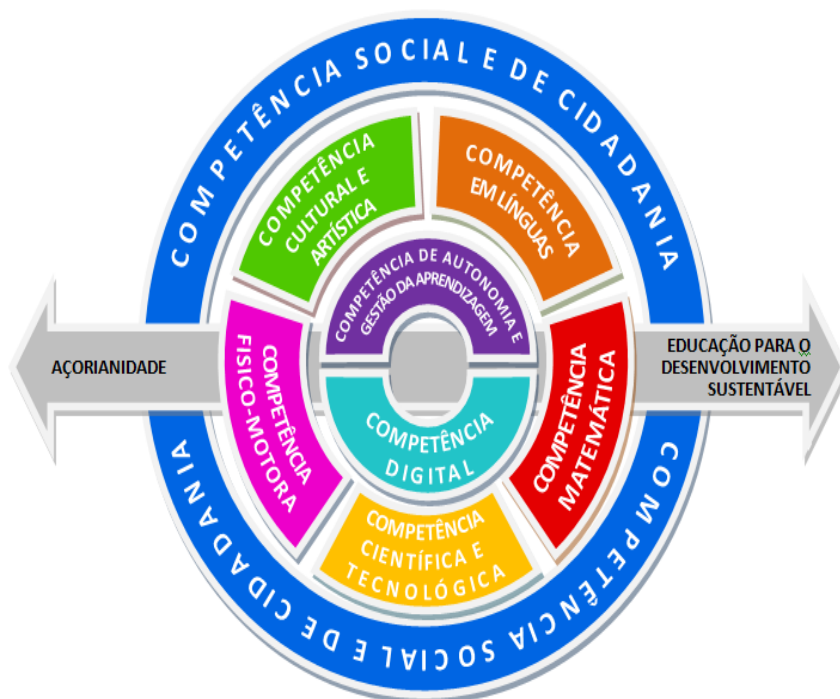 COMPETÊNCIA SOCIAL E DE CIDADANIA
COMPETÊNCIA
CULTURAL E
ARTÍSTICA
COMPETÊNCIA
EM LÍNGUAS
COMPETÊNCIA DE AUTONOMIA E
GESTÃO DA APRENDIZAGEM
AÇORIANIDADE
EDUCAÇÃO PARA O
DESENVOLVIMENTO
SUSTENTÁVEL
COMPETÊNCIA
FISICO-MOTORA
COMPETÊNCIA
DIGITAL
COMPETÊNCIA
MATEMÁTICA
COMPETÊNCIA
CIENTÍFICA E
TECNOLÓGICA
COMPETÊNCIA SOCIAL E DE CIDADANIA